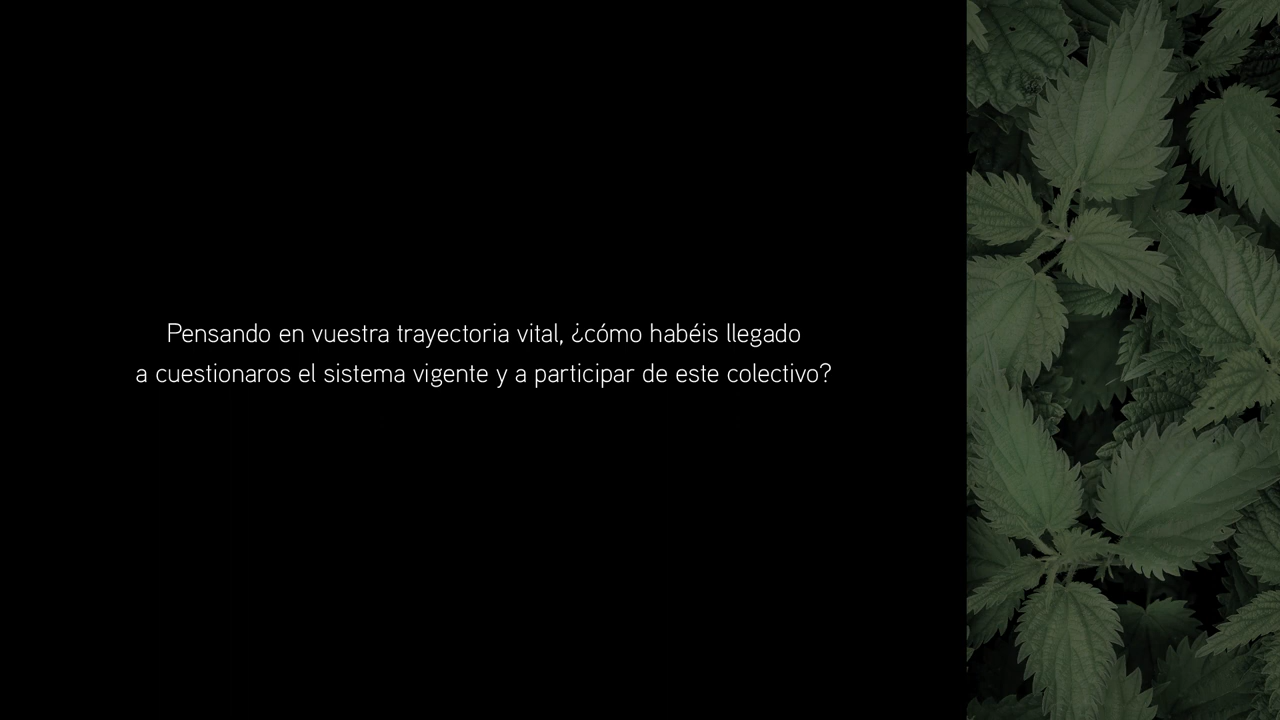 Pensando en vuestra trayectoria vital, ¿cómo habéis llegado
a cuestionaros el sistema vigente y a participar de este colectivo?